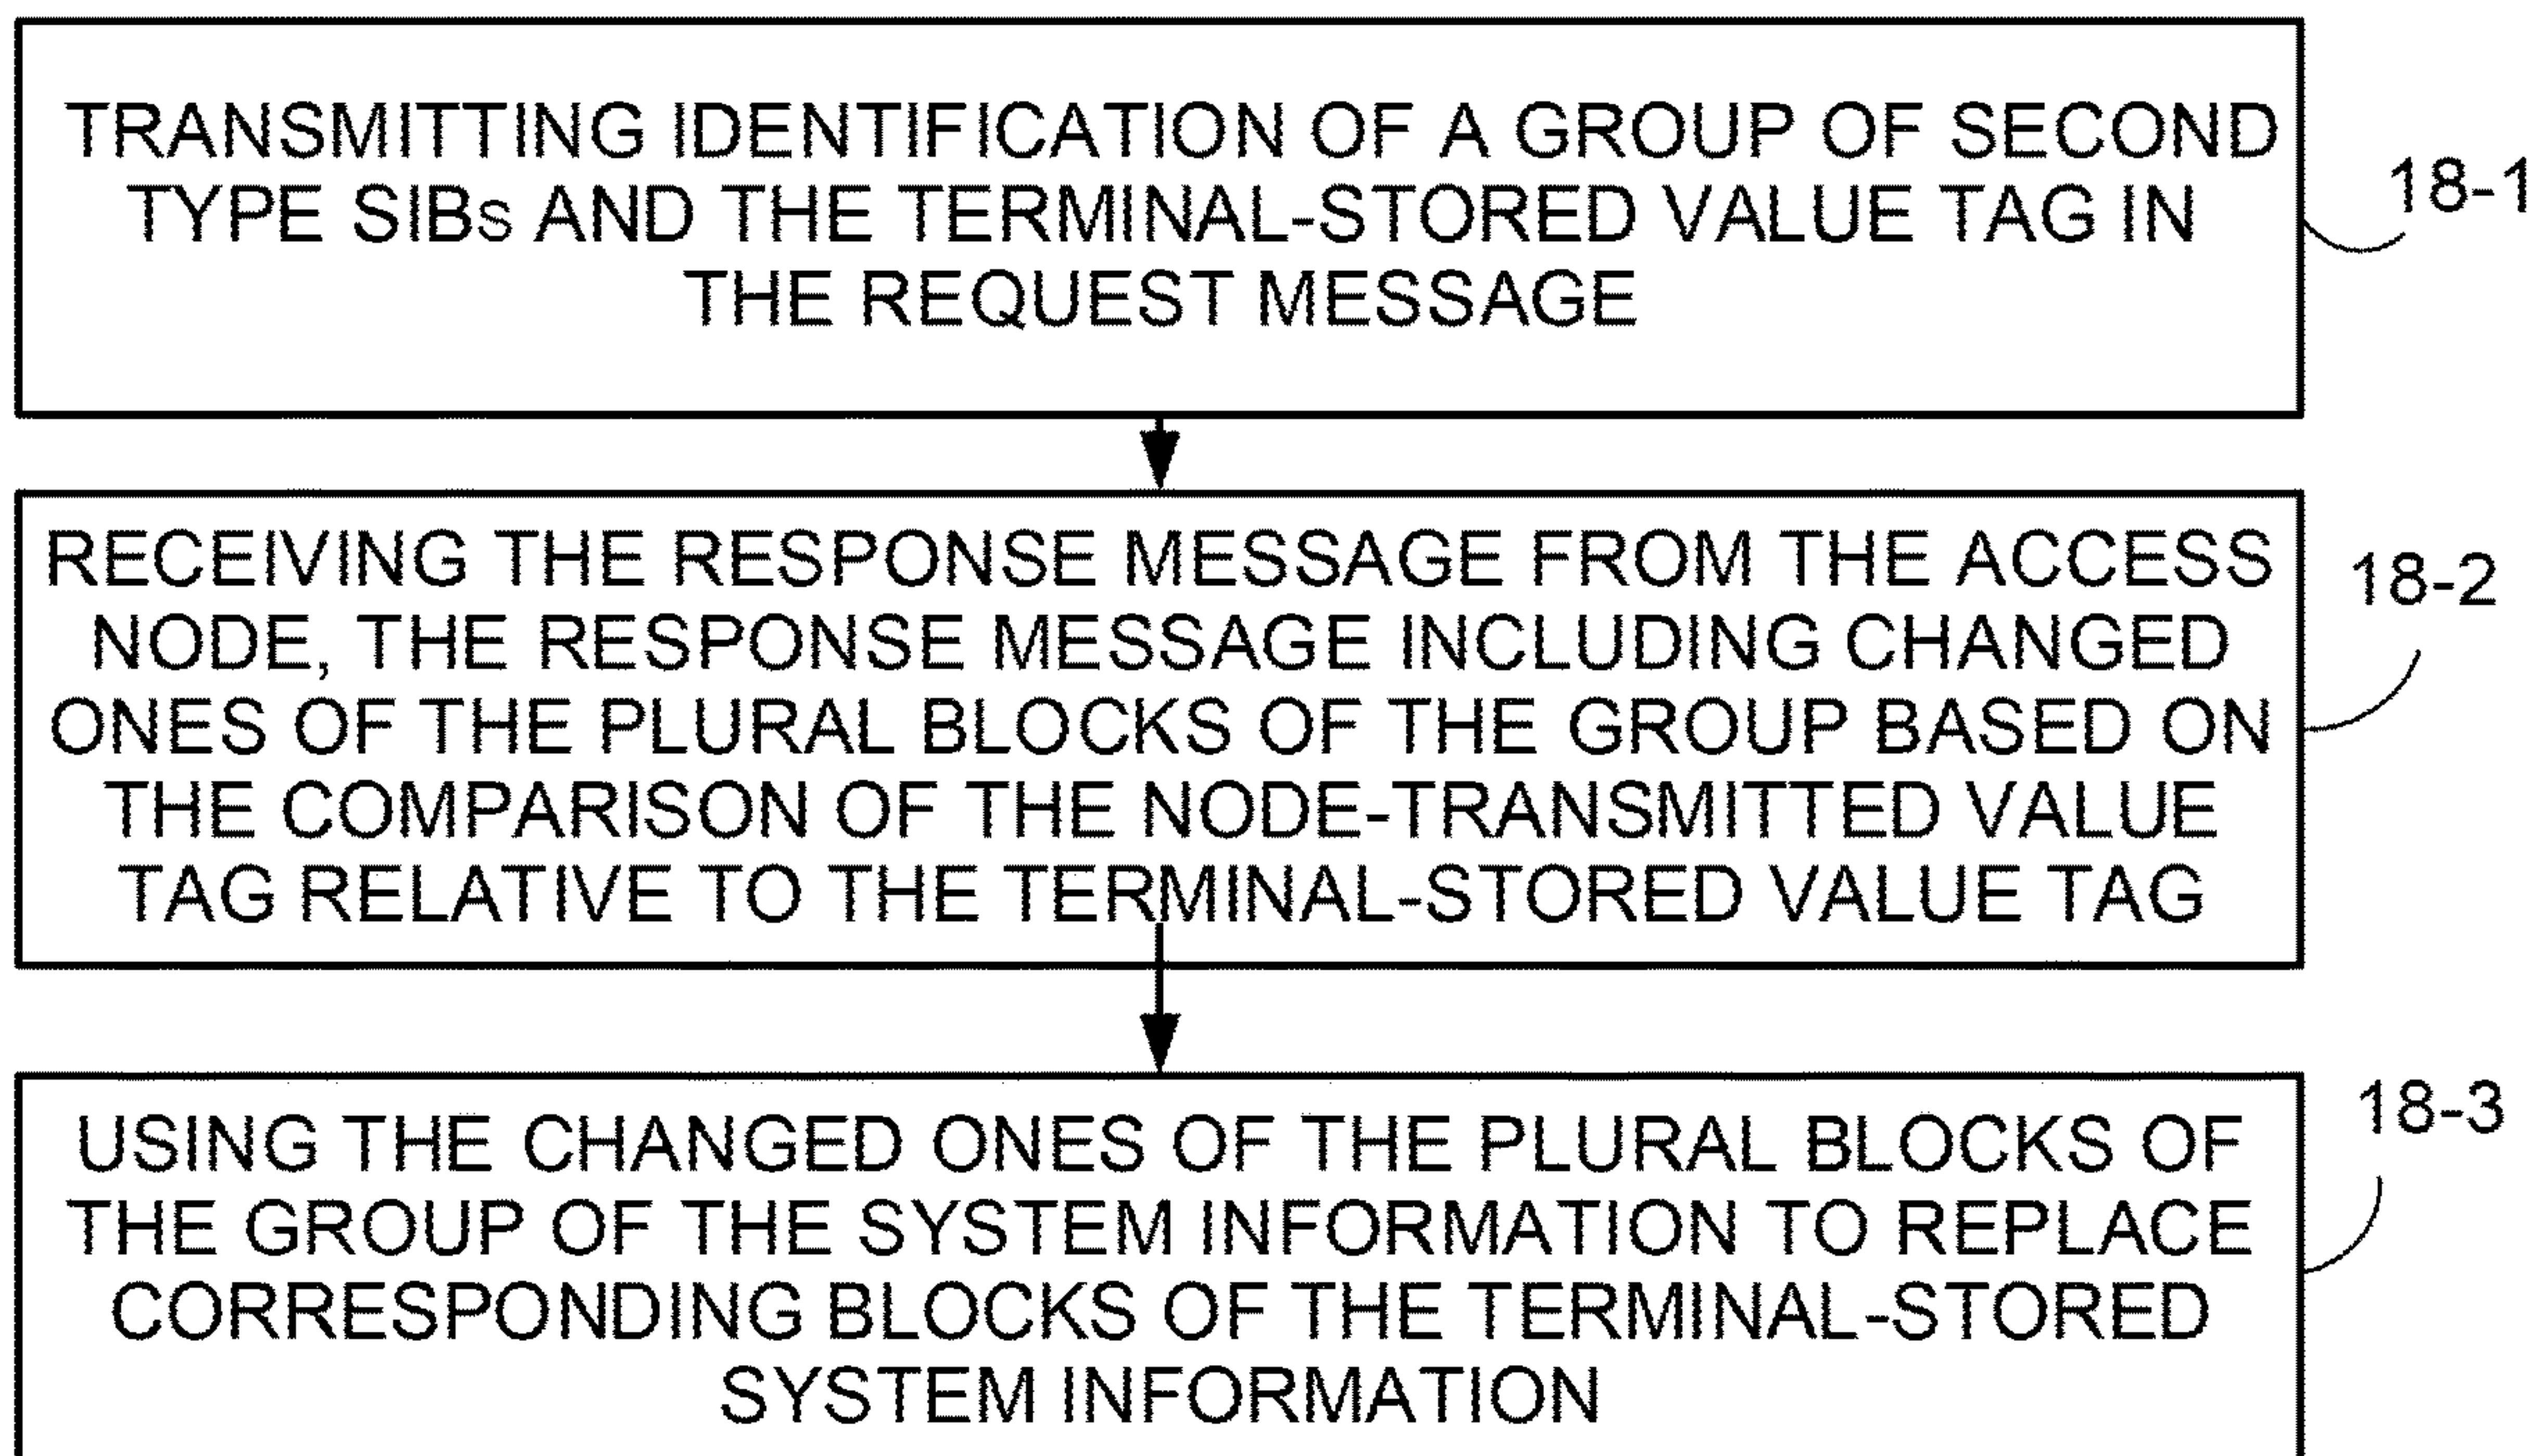 TRANSMITTING IDENTIFICATION OF A GROUP OF SECOND
TYPE SIBs AND THE TERMINAL-STORED VALUE TAG IN
THE REQUEST MESSAGE
18-1
RECEIVING THE RESPONSE MESSAGE FROM THE ACCESS
NODE, THE RESPONSE MESSAGE INCLUDING CHANGED
ONES OF THE PLURAL BLOCKS OF THE GROUP BASED ON
THE COMPARISON OF THE NODE-TRANSMITTED VALUE
TAG RELATIVE TO THE TERMINAL-STORED VALUE TAG
18-2
USING THE CHANGED ONES OF THE PLURAL BLOCKS OF
THE GROUP OF THE SYSTEM INFORMATION TO REPLACE
CORRESPONDING BLOCKS OF THE TERMINAL-STORED
SYSTEM INFORMATION
18-3